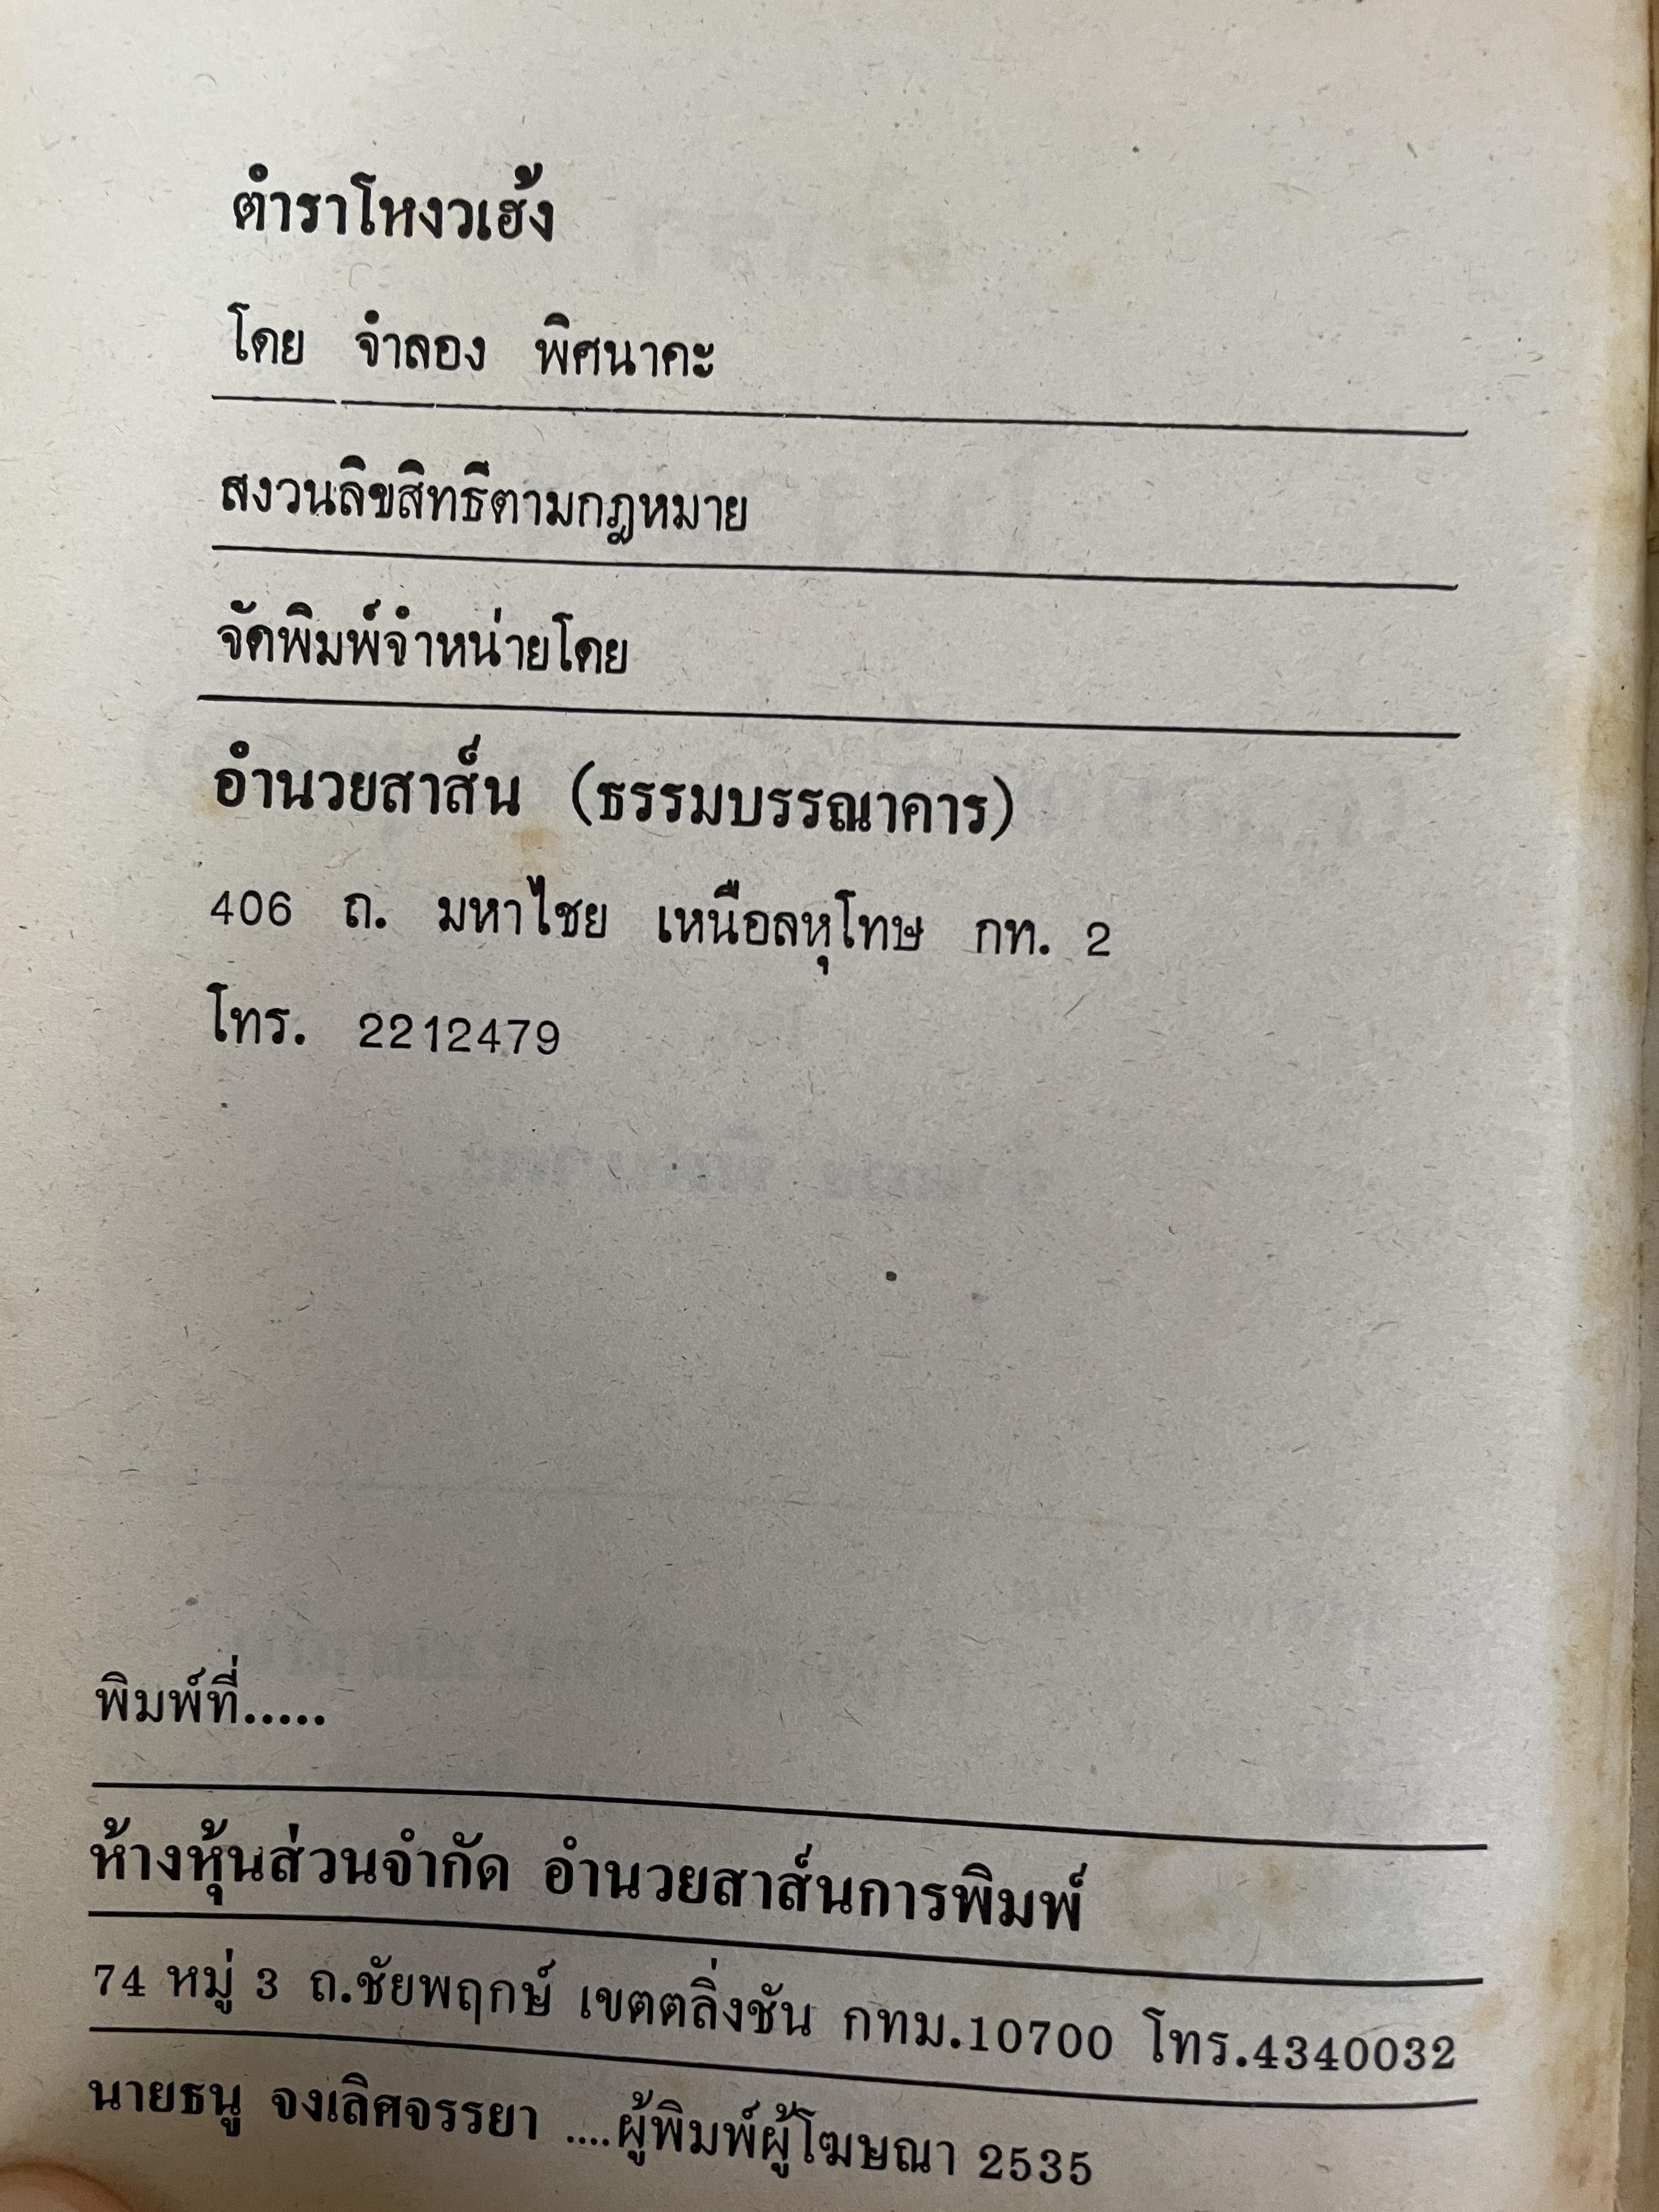 ตำราโหงวเฮ้ง
โดย จำลอง พิศนาคะ
สงวนลิขสิทธิ์ตามกฎหมาย
จัดพิมพ์จำหน่ายโดย
อำนวยสาส์น (ธรรมบรรณาคาร)
406 ถ. มหาไชย เหนือลหุโทษ กท. 2
โทร. 2212479
พิมพ์ที่.....
ห้างหุ้นส่วนจำกัด อำนวยสาส์นการพิมพ์
74 หมู่ 3 ถ.ชัยพฤกษ์ เขตตลิ่งชัน กทม.10700 โทร.4340032
นายธนู จงเลิศจรรยา ....ผู้พิมพ์ผู้โฆษณา 2535